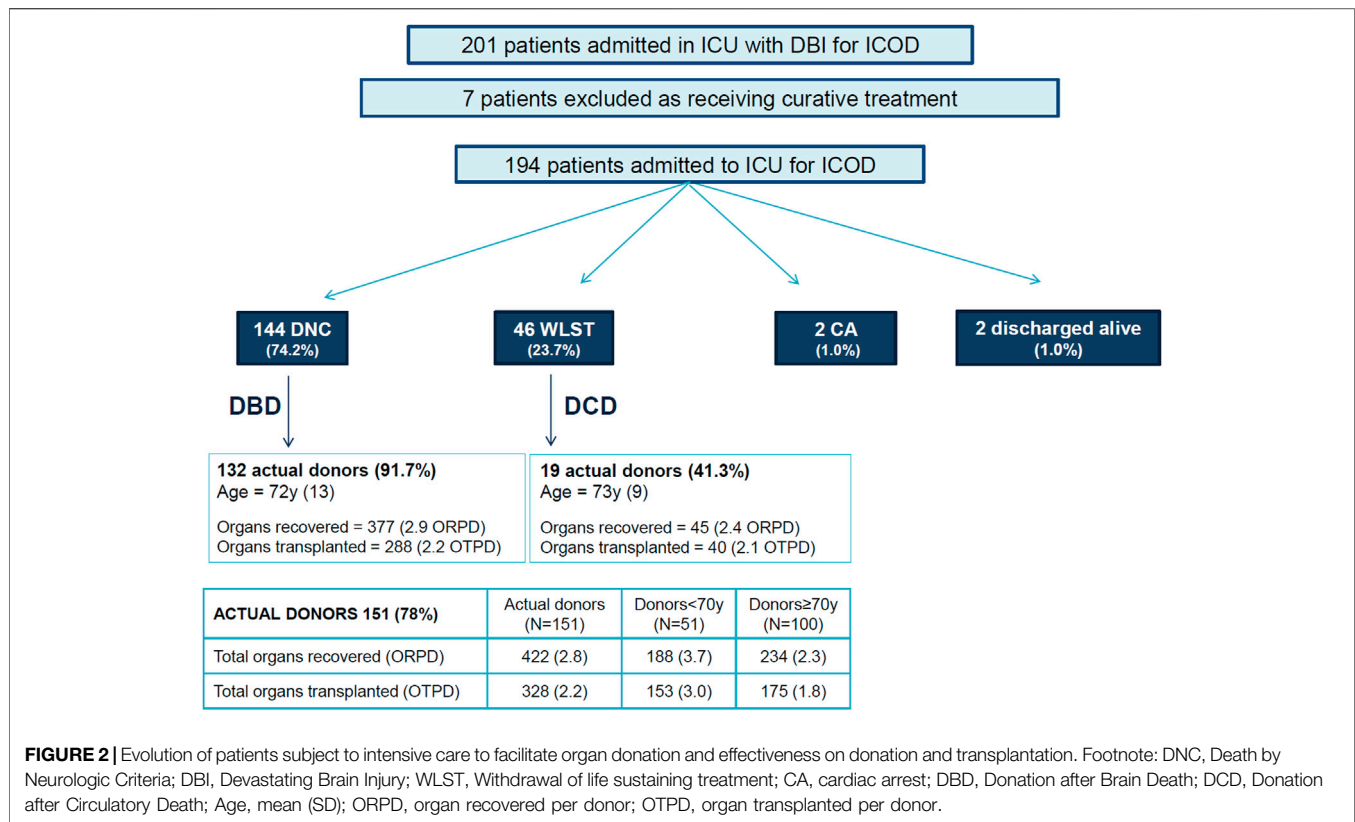 201 patients admitted in ICU with DBI for ICOD
7 patients excluded as receiving curative treatment
194 patients admitted to ICU for ICOD
144 DNC
(74.2%)
46 WLST
(23.7%)
2 CA
(1.0%)
2 discharged alive
(1.0%)
DBD
DCD
132 actual donors (91.7%)
Age = 72y (13)
Organs recovered = 377 (2.9 ORPD)
Organs transplanted = 288 (2.2 OTPD)
19 actual donors (41.3%)
Age = 73y (9)
Organs recovered = 45 (2.4 ORPD)
Organs transplanted = 40 (2.1 OTPD)
ACTUAL DONORS 151 (78%)
Actual donors
(N=151)
Donors<70y
(N=51)
Donors≥70y
(N=100)
Total organs recovered (ORPD) 422 (2.8) 188 (3.7) 234 (2.3)
Total organs transplanted (OTPD) 328 (2.2) 153 (3.0) 175 (1.8)
FIGURE 2 | Evolution of patients subject to intensive care to facilitate organ donation and effectiveness on donation and transplantation. Footnote: DNC, Death by
Neurologic Criteria; DBI, Devastating Brain Injury; WLST, Withdrawal of life sustaining treatment; CA, cardiac arrest; DBD, Donation after Brain Death; DCD, Donation
after Circulatory Death; Age, mean (SD); ORPD, organ recovered per donor; OTPD, organ transplanted per donor.